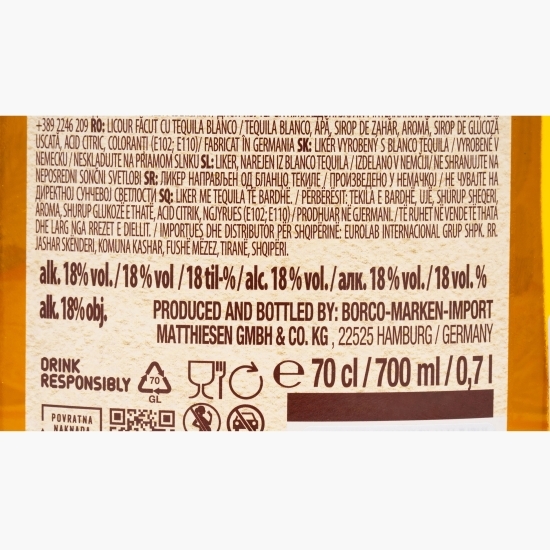 +389 2246 209 RO: LICOUR FĂCUT CU TEQUILA BLANCO / TEQUILA BLANCO, APĂ, SIROP DE ZAHĂR, AROMĂ, SIROP DE GLUCOZĂ
USCATĂ, ACID CITRIC, COLORANȚI (E102; E110)/ FABRICAT ÎN GERMANIA SK: LIKÉR VYROBENÝ S BLANCO TEQUILA / VYROBENÉ V
NEMECKU / NESKLADUJTE NA PRIAMOM SLNKU SL: LIKER, NAREJEN IZ BLANCO TEQUILA / IZDELANO V NEMČIJI/ NE SHRANJUJTE NA
NEPOSREDNI SONČNI SVETLOBI SR: ЛИКЕР НАПРАВЉЕН ОД БЛАНЦО ТЕКИЛЕ / ПРОИЗВЕДЕНО У НЕМАЧКОЈ / НЕ ЧУВАЈТЕ НА
ДИРЕКТНОЈ СУНЧЕВОЈ СВЕТЛОСТИ SQ: LIKER ME TEQUILA TË BARDHË. / PËRBËRËSIT: TEKILA E BARDHË, UJË, SHURUP SHEQERI,
AROMA, SHURUP GLUKOZË E THATË, ACID CITRIK, NGJYRUES (E102; E110) / PRODHUAR NË GJERMANI. / TË RUHET NË VENDE TË THATA
DHE LARG NGA RREZET E DIELLIT. / IMPORTUES DHE DISTRIBUTOR PËR SHQIPËRINË: EUROLAB INTERNACIONAL GRUP SHPK. RR.
JASHAR SKENDERI, KOMUNA KASHAR, FUSHË MËZEZ, TIRANË, SHQIPËRI.
alk. 18% vol. / 18 % vol / 18 til-% / alc. 18 % vol. / алк. 18 % vol. / 18 vol. %
alk. 18% obj.
PRODUCED AND BOTTLED BY: BORCO-MARKEN-IMPORT
MATTHIESEN GMBH & CO. KG , 22525 HAMBURG / GERMANY
DRINK
RESPONSIBLY
70
GL
e 70 cl / 700 ml / 0,7 l
POVRATNA
NAKNADA